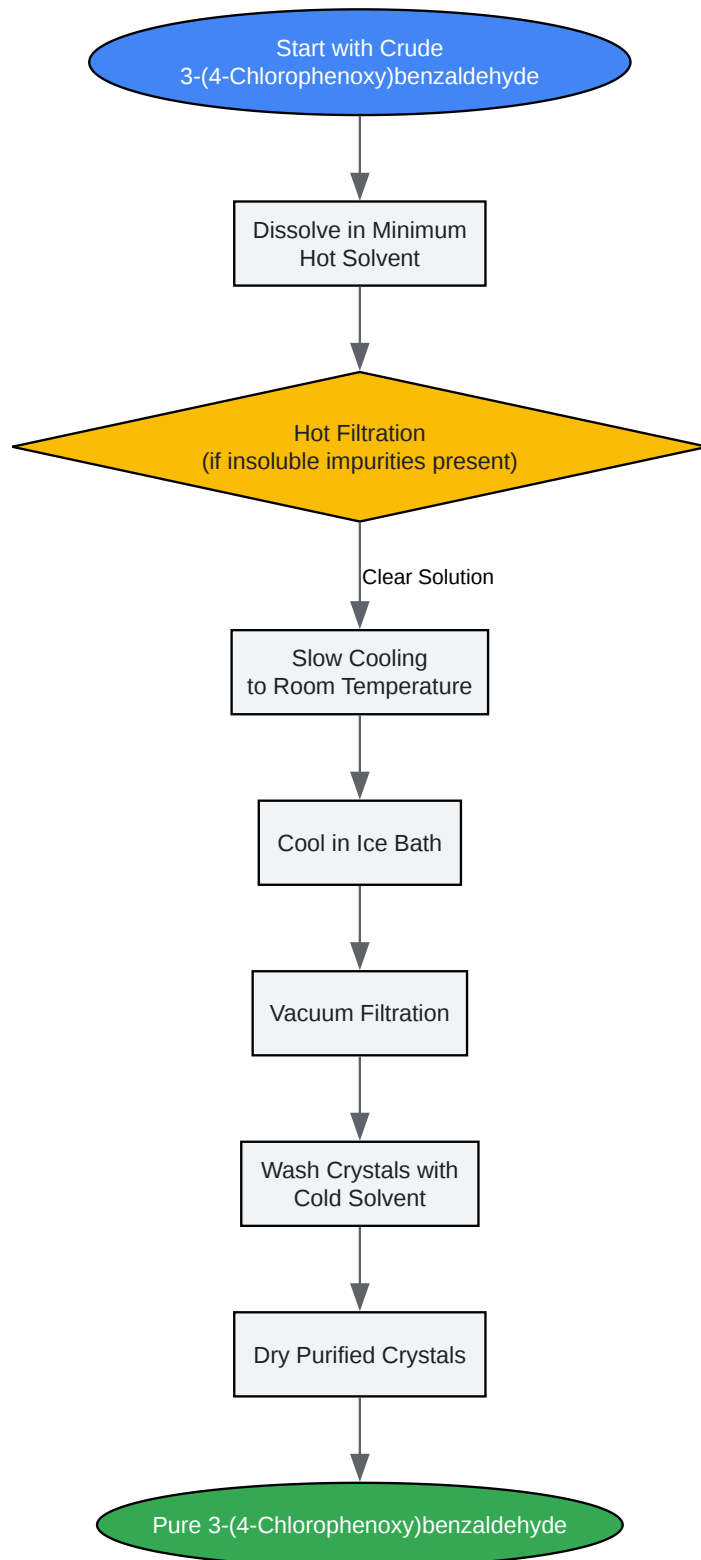 Start with Crude
3-(4-Chlorophenoxy)benzaldehyde
Dissolve in Minimum
Hot Solvent
Hot Filtration
(if insoluble impurities present)
Clear Solution
Slow Cooling
to Room Temperature
Cool in Ice Bath
Vacuum Filtration
Wash Crystals with
Cold Solvent
Dry Purified Crystals
Pure 3-(4-Chlorophenoxy)benzaldehyde